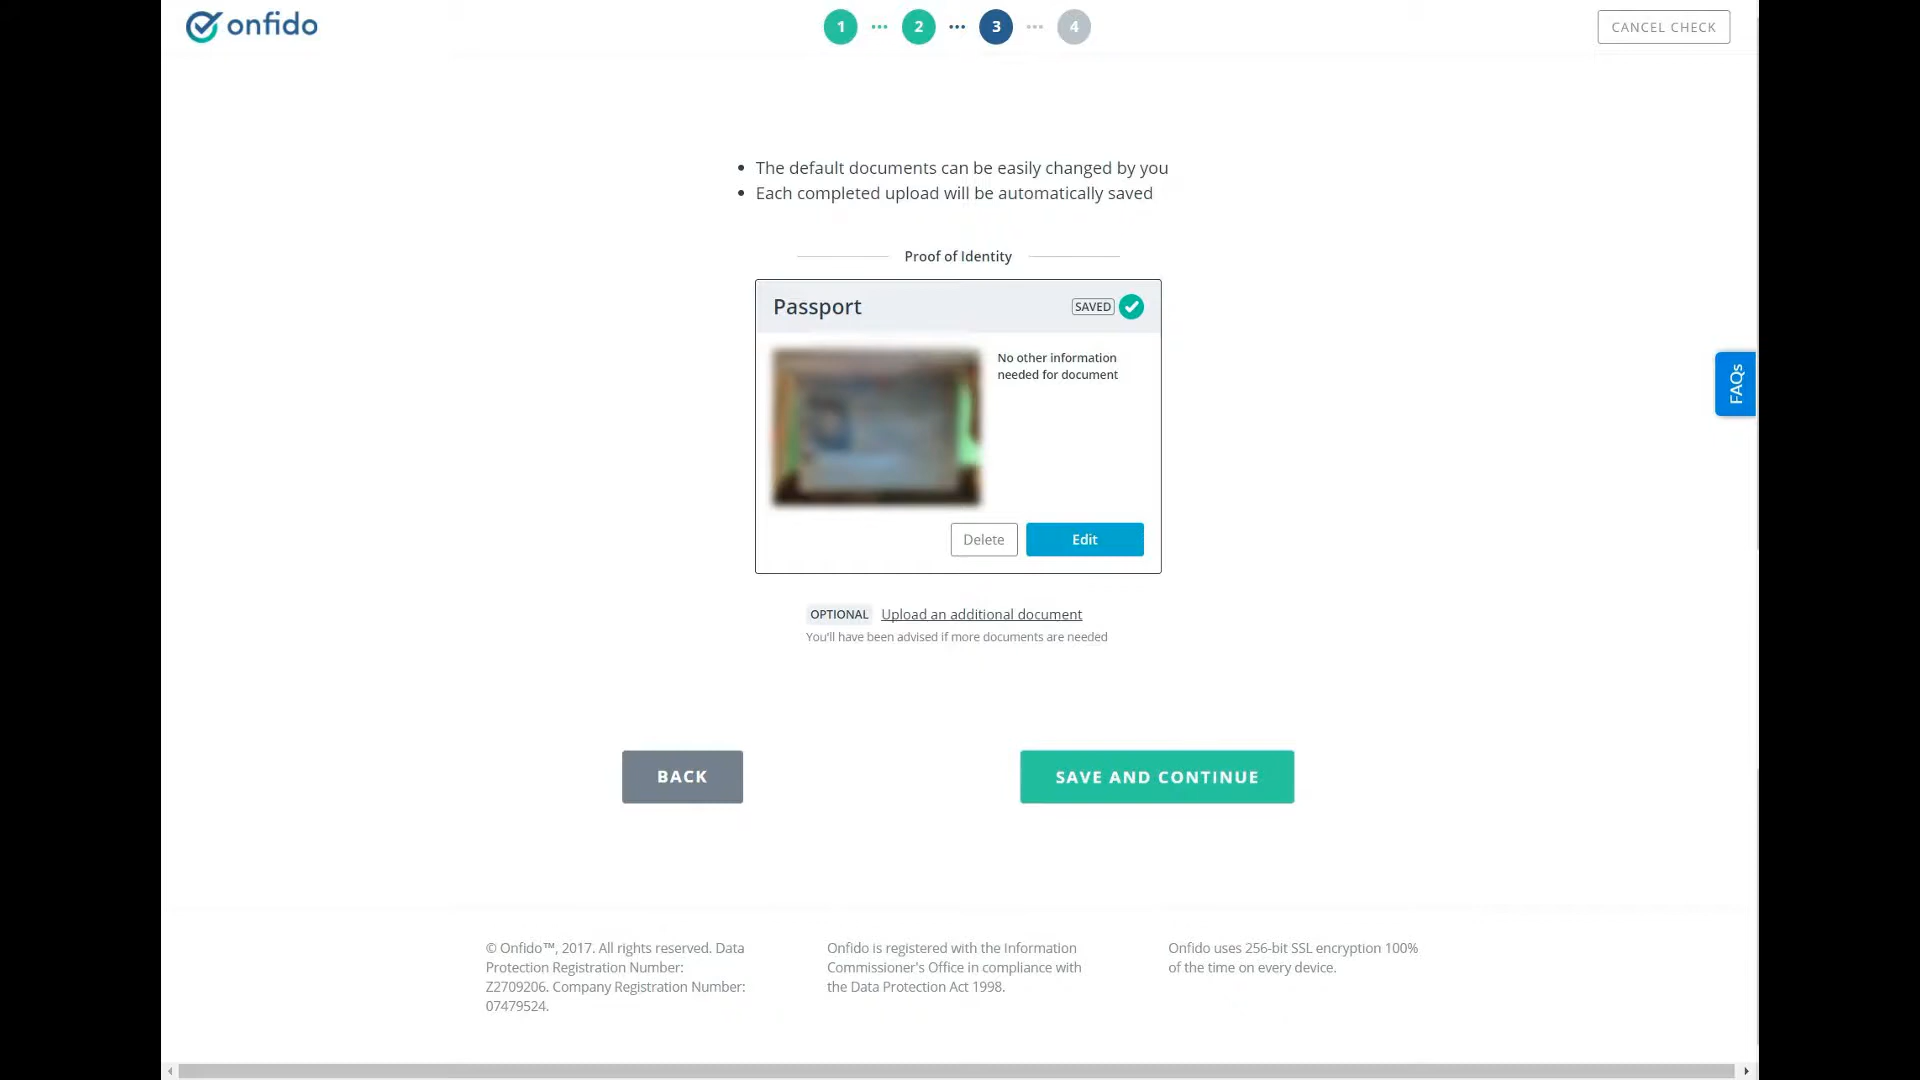 onfido
1 2 3 4
CANCEL CHECK
The default documents can be easily changed by you
Each completed upload will be automatically saved
Proof of Identity
Passport
SAVED
No other information
needed for document
Delete
Edit
OPTIONAL Upload an additional document
You'll have been advised if more documents are needed
FAQs
BACK
SAVE AND CONTINUE
© Onfido™, 2017. All rights reserved. Data
Protection Registration Number:
Z2709206. Company Registration Number:
07479524.
Onfido is registered with the Information
Commissioner's Office in compliance with
the Data Protection Act 1998.
Onfido uses 256-bit SSL encryption 100%
of the time on every device.